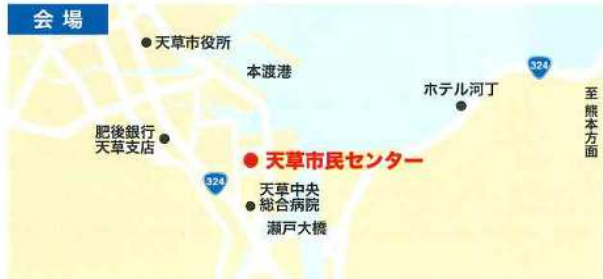 会場
天草市役所
本渡港
324
ホテル河丁
至 熊本方面
肥後銀行
天草支店
天草市民センター
324
天草中央
総合病院
瀬戸大橋